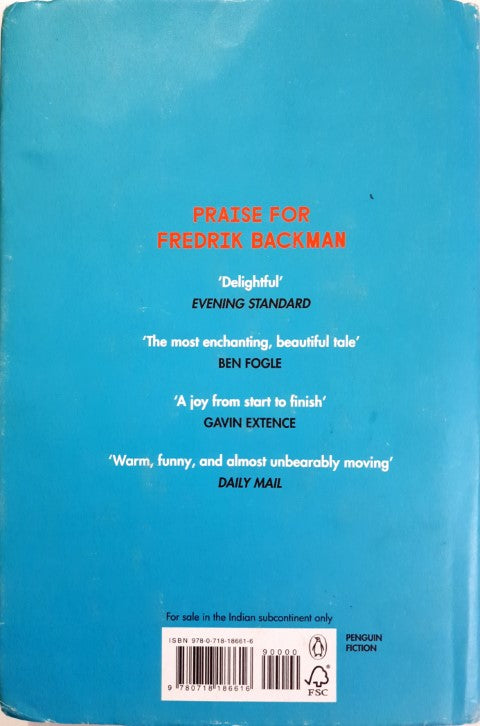 PRAISE FOR
FREDRIK BACKMAN
‘Delightful’
EVENING STANDARD
‘The most enchanting, beautiful tale’
BEN FOGLE
‘A joy from start to finish’
GAVIN EXTENCE
‘Warm, funny, and almost unbearably moving’
DAILY MAIL
For sale in the Indian subcontinent only
ISBN 978-0-718-18661-6
90000
9 780718 186616
FSC
PENGUIN
FICTION